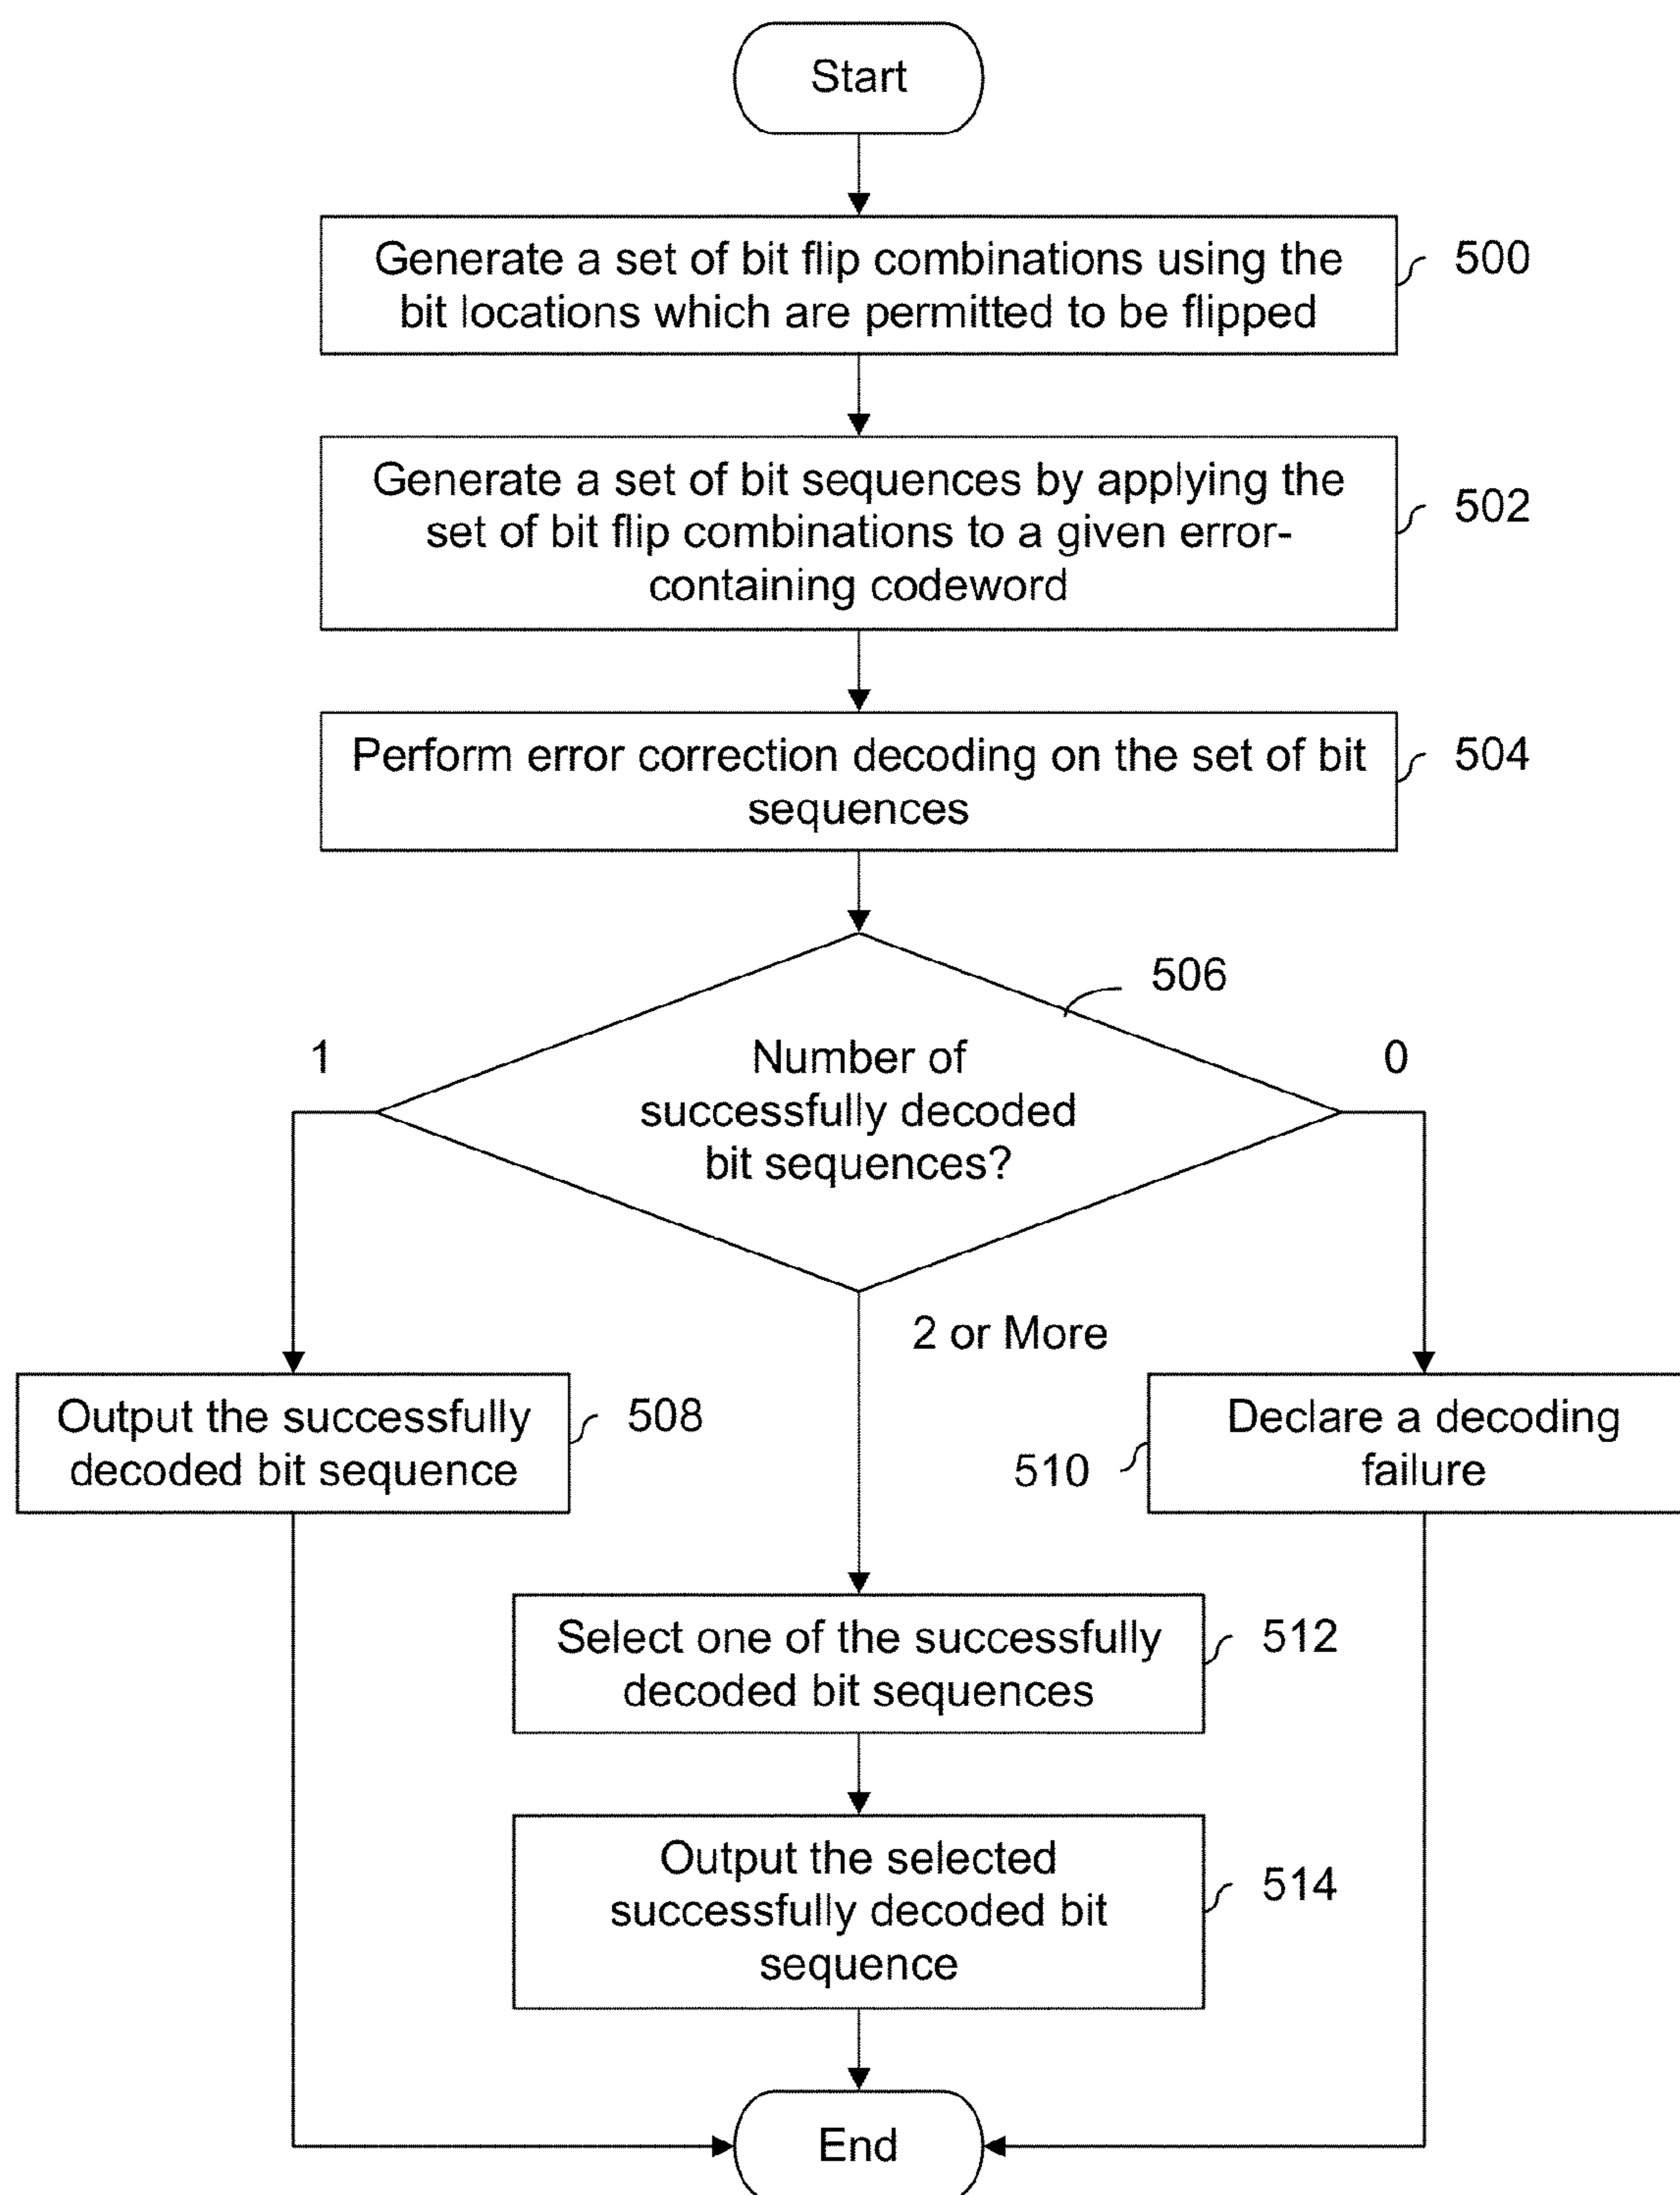 Start
Generate a set of bit flip combinations using the
bit locations which are permitted to be flipped
500
Generate a set of bit sequences by applying the
set of bit flip combinations to a given error-
containing codeword
502
Perform error correction decoding on the set of bit
sequences
504
506
1
Number of
successfully decoded
bit sequences?
0
2 or More
Output the successfully
decoded bit sequence
508
510
Declare a decoding
failure
Select one of the successfully
decoded bit sequences
512
Output the selected
successfully decoded bit
sequence
514
End